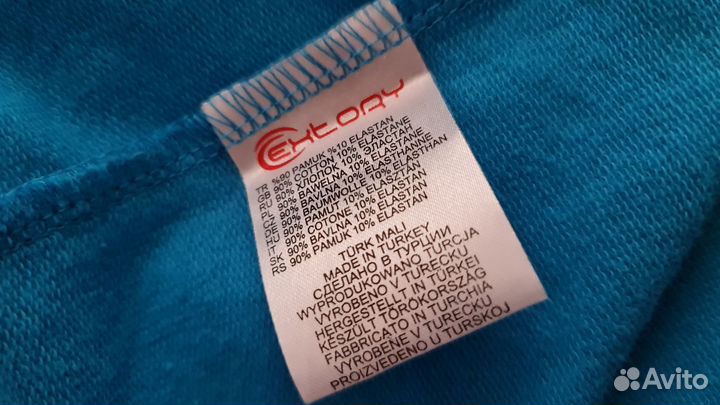 EXTORY
TR %90 PAMUK %10 ELASTAN
GB 90% COTTON 10% ELASTANE
RU 90% ХЛОПОК 10% ЭЛАСТАН
PL 90% BAWEŁNA 10% ELASTAN
CZ 90% BAVLNA 10% ELASTHANNE
DE 90% BAUMWOLLE 10% ELASTHAN
HU 90% PAMUT 10% ELASZTÁN
IT 90% COTONE 10% ELASTAN
SK 90% BAVLNA 10% ELASTAN
RS 90% PAMUK 10% ELASTAN
TÜRK MALI
MADE IN TURKEY
СДЕЛАНО В ТУРЦИИ
WYPRODUKOWANO TURCJA
VYROBENO V TURECKU
HERGESTELLT IN TÜRKEI
KÉSZÜLT TÖRÖKORSZÁG
FABBRICATO IN TURCHIA
VYROBENE V TURECKU
PROIZVEDENO U TURSKOJ
Avito